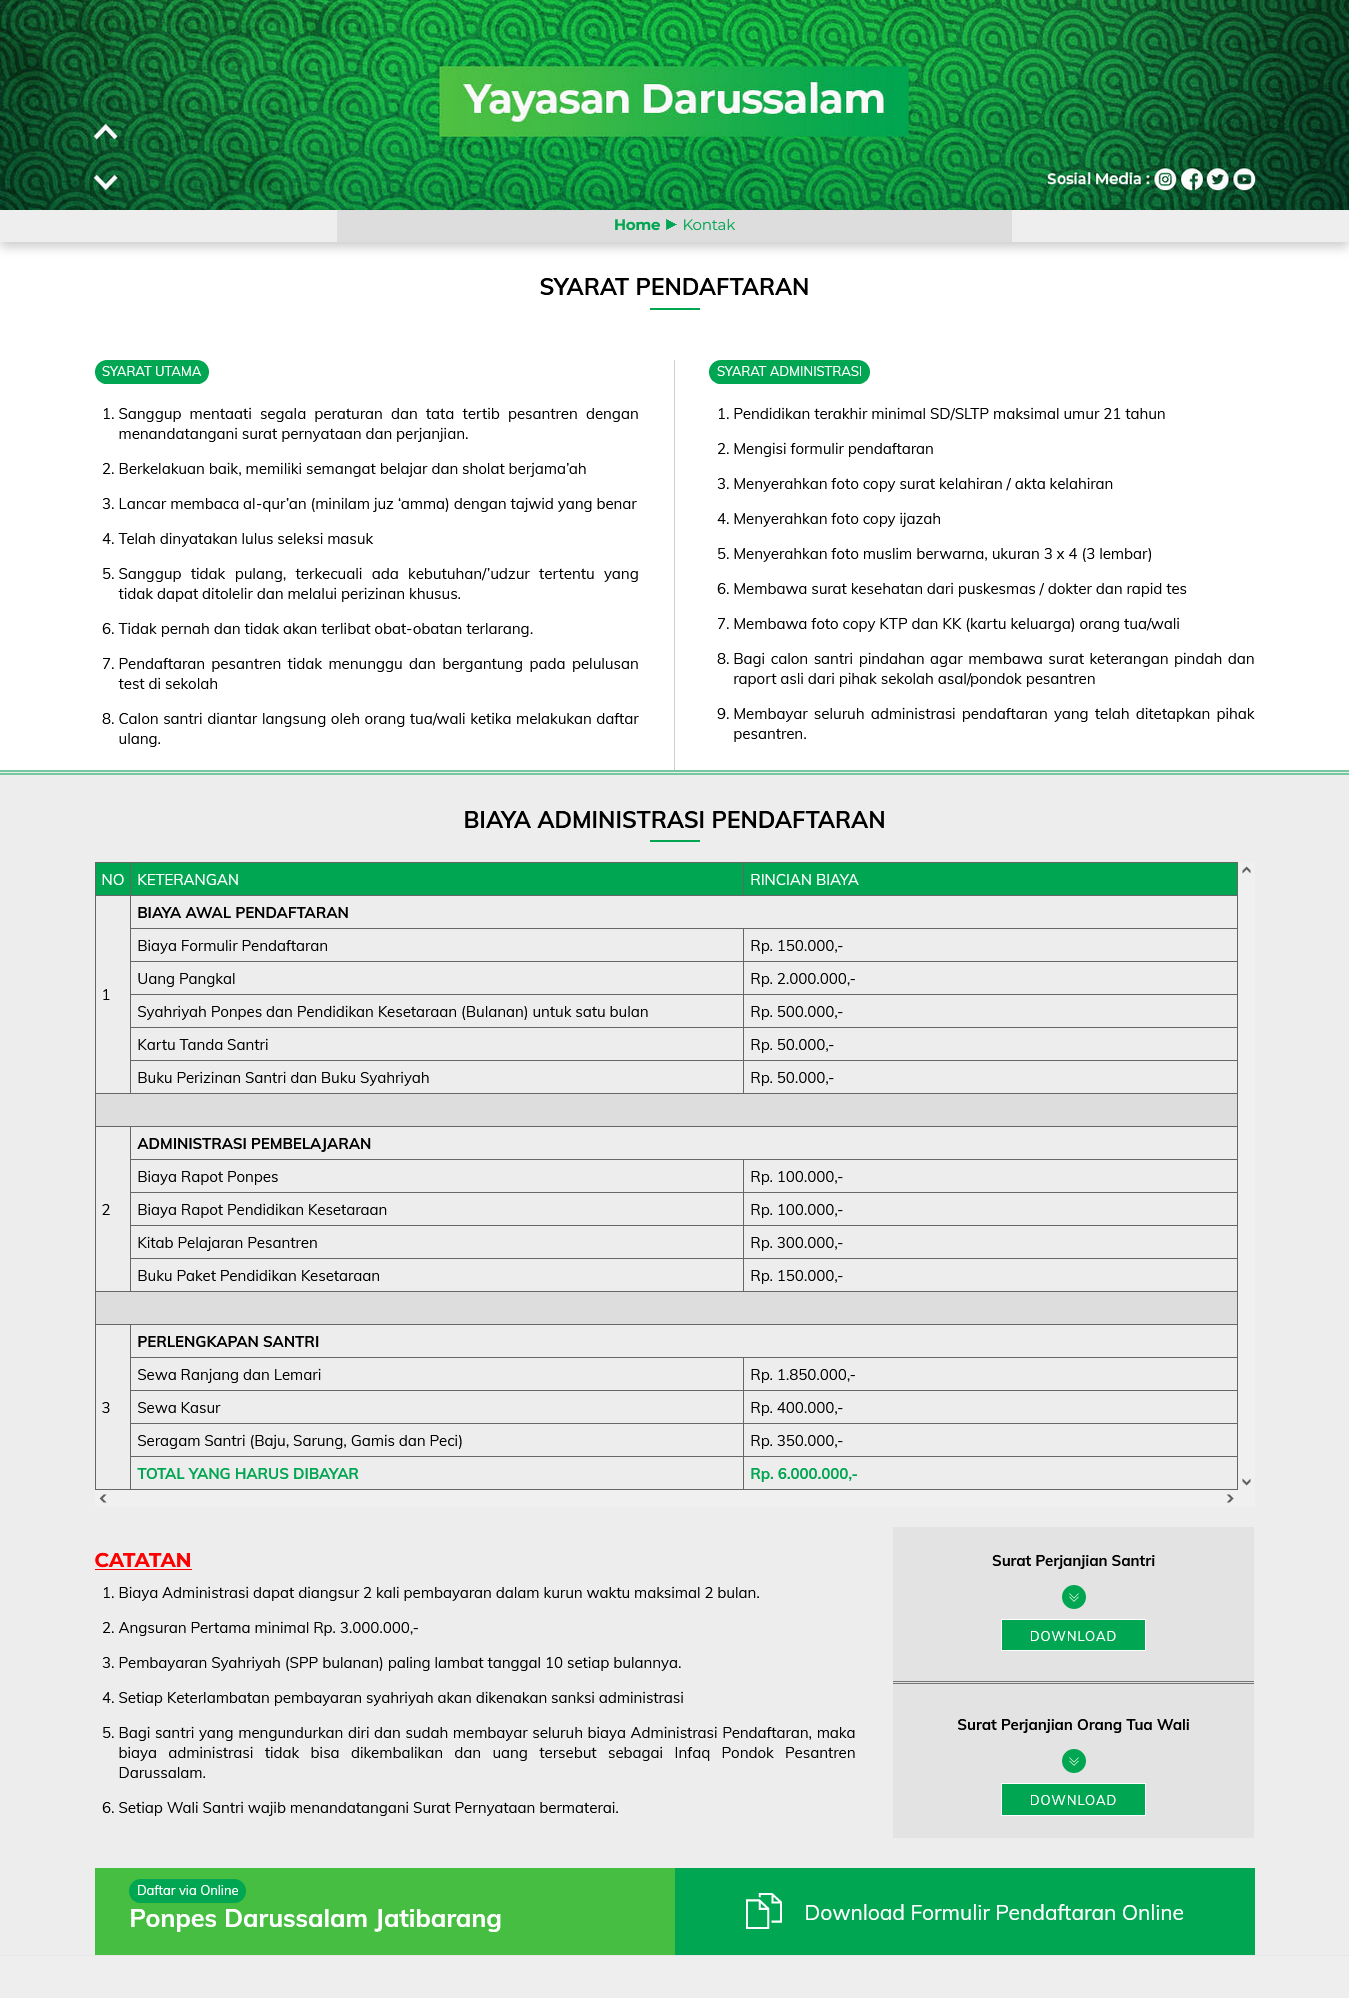 Yayasan Darussalam
Sosial Media :
Home ▶ Kontak
SYARAT PENDAFTARAN
SYARAT UTAMA
1. Sanggup mentaati segala peraturan dan tata tertib pesantren dengan
menandatangani surat pernyataan dan perjanjian.
2. Berkelakuan baik, memiliki semangat belajar dan sholat berjama’ah
3. Lancar membaca al-qur’an (minilam juz ‘amma) dengan tajwid yang benar
4. Telah dinyatakan lulus seleksi masuk
5. Sanggup tidak pulang, terkecuali ada kebutuhan/’udzur tertentu yang
tidak dapat ditolelir dan melalui perizinan khusus.
6. Tidak pernah dan tidak akan terlibat obat-obatan terlarang.
7. Pendaftaran pesantren tidak menunggu dan bergantung pada pelulusan
test di sekolah
8. Calon santri diantar langsung oleh orang tua/wali ketika melakukan daftar
ulang.
SYARAT ADMINISTRASI
1. Pendidikan terakhir minimal SD/SLTP maksimal umur 21 tahun
2. Mengisi formulir pendaftaran
3. Menyerahkan foto copy surat kelahiran / akta kelahiran
4. Menyerahkan foto copy ijazah
5. Menyerahkan foto muslim berwarna, ukuran 3 x 4 (3 lembar)
6. Membawa surat kesehatan dari puskesmas / dokter dan rapid tes
7. Membawa foto copy KTP dan KK (kartu keluarga) orang tua/wali
8. Bagi calon santri pindahan agar membawa surat keterangan pindah dan
raport asli dari pihak sekolah asal/pondok pesantren
9. Membayar seluruh administrasi pendaftaran yang telah ditetapkan pihak
pesantren.
BIAYA ADMINISTRASI PENDAFTARAN
NO KETERANGAN RINCIAN BIAYA
1 BIAYA AWAL PENDAFTARAN
Biaya Formulir Pendaftaran Rp. 150.000,-
Uang Pangkal Rp. 2.000.000,-
Syahriyah Ponpes dan Pendidikan Kesetaraan (Bulanan) untuk satu bulan Rp. 500.000,-
Kartu Tanda Santri Rp. 50.000,-
Buku Perizinan Santri dan Buku Syahriyah Rp. 50.000,-
2 ADMINISTRASI PEMBELAJARAN
Biaya Rapot Ponpes Rp. 100.000,-
Biaya Rapot Pendidikan Kesetaraan Rp. 100.000,-
Kitab Pelajaran Pesantren Rp. 300.000,-
Buku Paket Pendidikan Kesetaraan Rp. 150.000,-
3 PERLENGKAPAN SANTRI
Sewa Ranjang dan Lemari Rp. 1.850.000,-
Sewa Kasur Rp. 400.000,-
Seragam Santri (Baju, Sarung, Gamis dan Peci) Rp. 350.000,-
TOTAL YANG HARUS DIBAYAR Rp. 6.000.000,-
CATATAN
1. Biaya Administrasi dapat diangsur 2 kali pembayaran dalam kurun waktu maksimal 2 bulan.
2. Angsuran Pertama minimal Rp. 3.000.000,-
3. Pembayaran Syahriyah (SPP bulanan) paling lambat tanggal 10 setiap bulannya.
4. Setiap Keterlambatan pembayaran syahriyah akan dikenakan sanksi administrasi
5. Bagi santri yang mengundurkan diri dan sudah membayar seluruh biaya Administrasi Pendaftaran, maka
biaya administrasi tidak bisa dikembalikan dan uang tersebut sebagai Infaq Pondok Pesantren
Darussalam.
6. Setiap Wali Santri wajib menandatangani Surat Pernyataan bermaterai.
Surat Perjanjian Santri
DOWNLOAD
Surat Perjanjian Orang Tua Wali
DOWNLOAD
Daftar via Online
Ponpes Darussalam Jatibarang
Download Formulir Pendaftaran Online